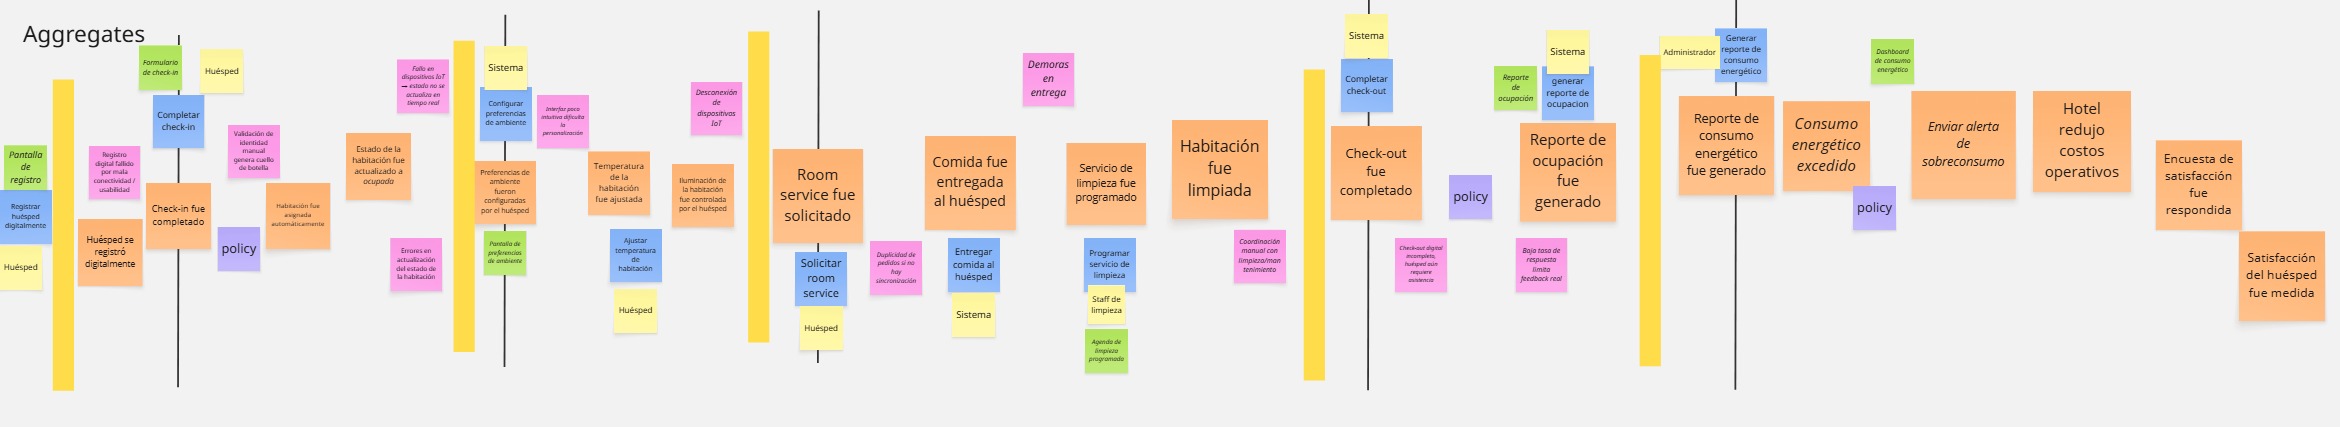 Aggregates
Pantalla
de
registro
Registrar
huésped
digitalmente
Huésped
Formulario
de check-in
Huésped
Completar
check-in
Registro
digital fallido
por mala
conectividad /
usabilidad
Huésped se
registró
digitalmente
Check-in fue
completado
Validación de
identidad
manual
genera cuello
de botella
policy
Habitación fue
asignada
automáticamente
Estado de la
habitación fue
actualizado a
ocupada
Fallo en
dispositivos IoT
→ estado no se
actualiza en
tiempo real
Errores en
actualización
del estado de
la habitación
Sistema
Configurar
preferencias
de ambiente
Interfaz poco
intuitiva dificulta
la
personalización
Preferencias de
ambiente
fueron
configuradas
por el huésped
Pantalla de
preferencias
de ambiente
Temperatura
de la
habitación
fue ajustada
Ajustar
temperatura
de
habitación
Huésped
Desconexión
de
dispositivos
IoT
Iluminación de
la habitación
fue controlada
por el huésped
Room
service fue
solicitado
Solicitar
room
service
Huésped
Duplicidad de
pedidos si no
hay
sincronización
Comida fue
entregada
al huésped
Entregar
comida al
huésped
Sistema
Demoras
en
entrega
Servicio de
limpieza fue
programado
Programar
servicio de
limpieza
Staff de
limpieza
Agenda de
limpieza
programada
Habitación
fue
limpiada
Coordinación
manual con
limpieza/man
tenimiento
Sistema
Completar
check-out
Check-out
fue
completado
Check-out digital
incompleto,
huésped aún
requiere
asistencia
policy
Reporte
de
ocupación
Sistema
generar
reporte de
ocupacion
Reporte de
ocupación
fue
generado
Baja tasa de
respuesta
limita
feedback real
Administrador
Generar
reporte de
consumo
energético
Reporte de
consumo
energético
fue generado
Consumo
energético
excedido
policy
Dashboard
de consumo
energético
Enviar alerta
de
sobreconsumo
Hotel
redujo
costos
operativos
Encuesta de
satisfacción
fue
respondida
Satisfacción
del huésped
fue medida